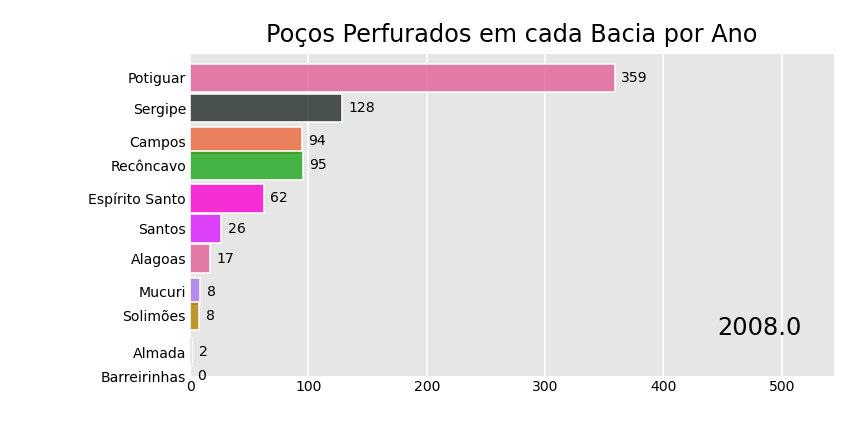 Poços Perfurados em cada Bacia por Ano
Potiguar 359
Sergipe 128
Campos 94
Recôncavo 95
Espírito Santo 62
Santos 26
Alagoas 17
Mucuri 8
Solimões 8
2008.0
Almada 2
Barreirinhas 0
0 100 200 300 400 500